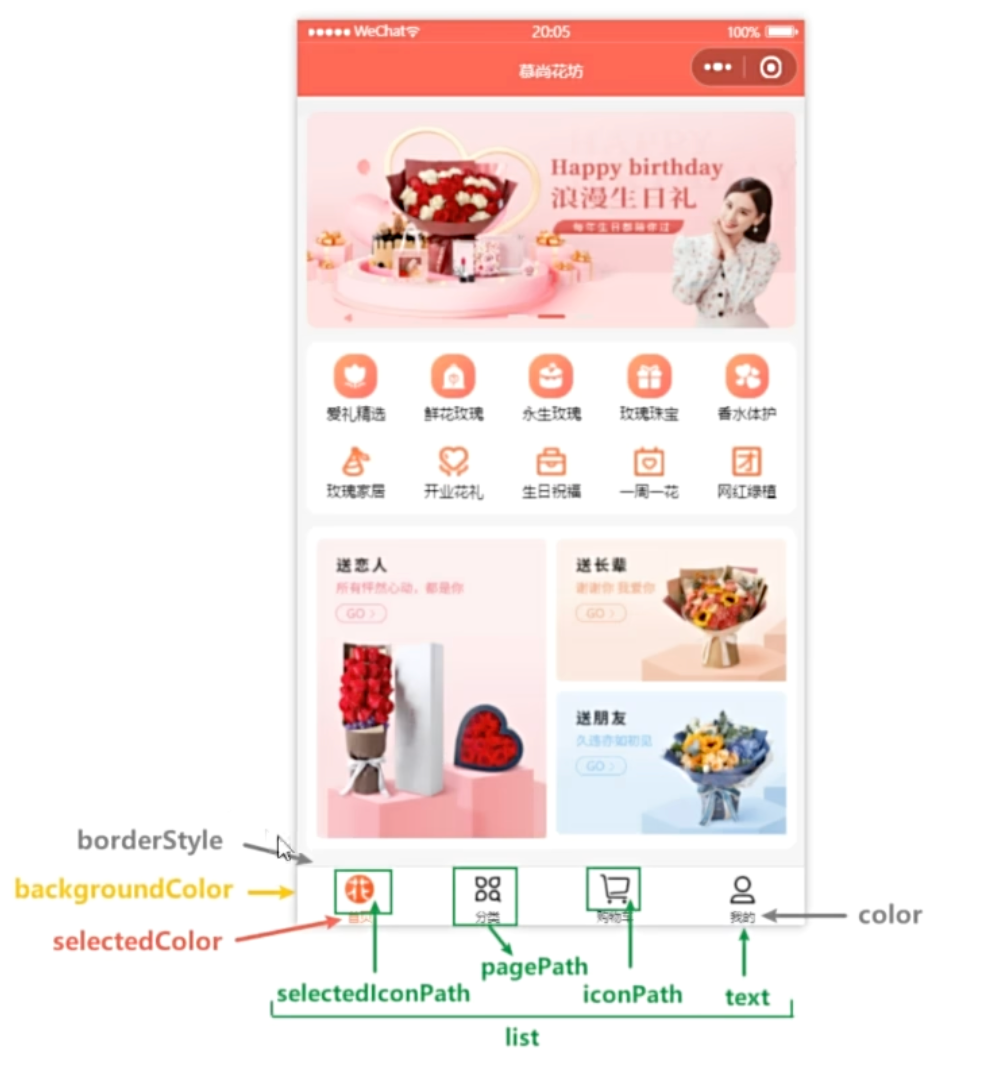 WeChat 20:05 100%
慕尚花坊
Happy birthday
浪漫生日礼
每年生日都陪你过
爱礼精选 鲜花玫瑰 永生玫瑰 玫瑰珠宝 香水体护
玫瑰家居 开业花礼 生日祝福 一周一花 网红绿植
送恋人
所有怦然心动，都是你
GO >
送长辈
谢谢你 我爱你
GO >
送朋友
久违亦如初见
GO >
borderStyle
backgroundColor
selectedColor
首页 分类 购物车 我的
color
selectedIconPath
pagePath
iconPath
text
list